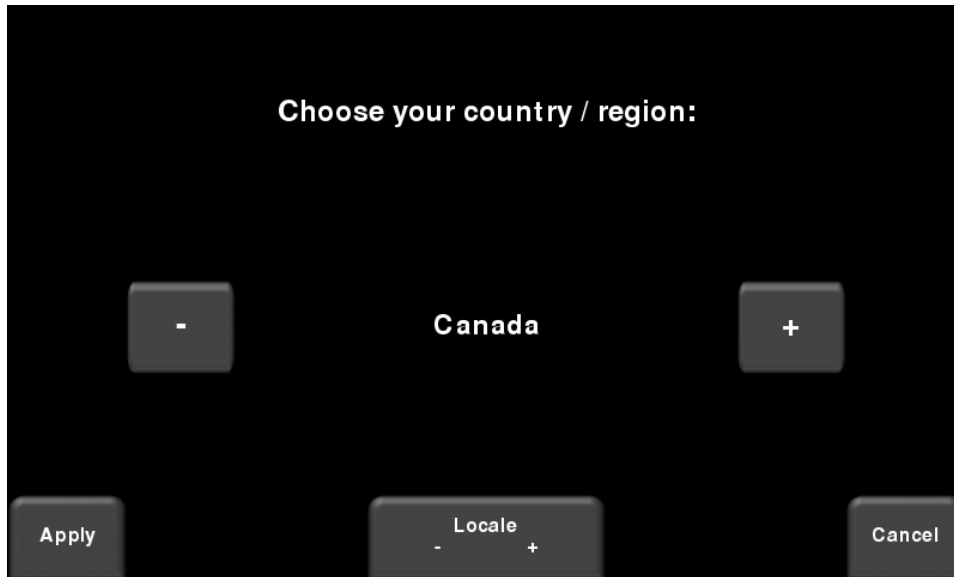 Choose your country / region:
- Canada +
Apply
Locale
- +
Cancel